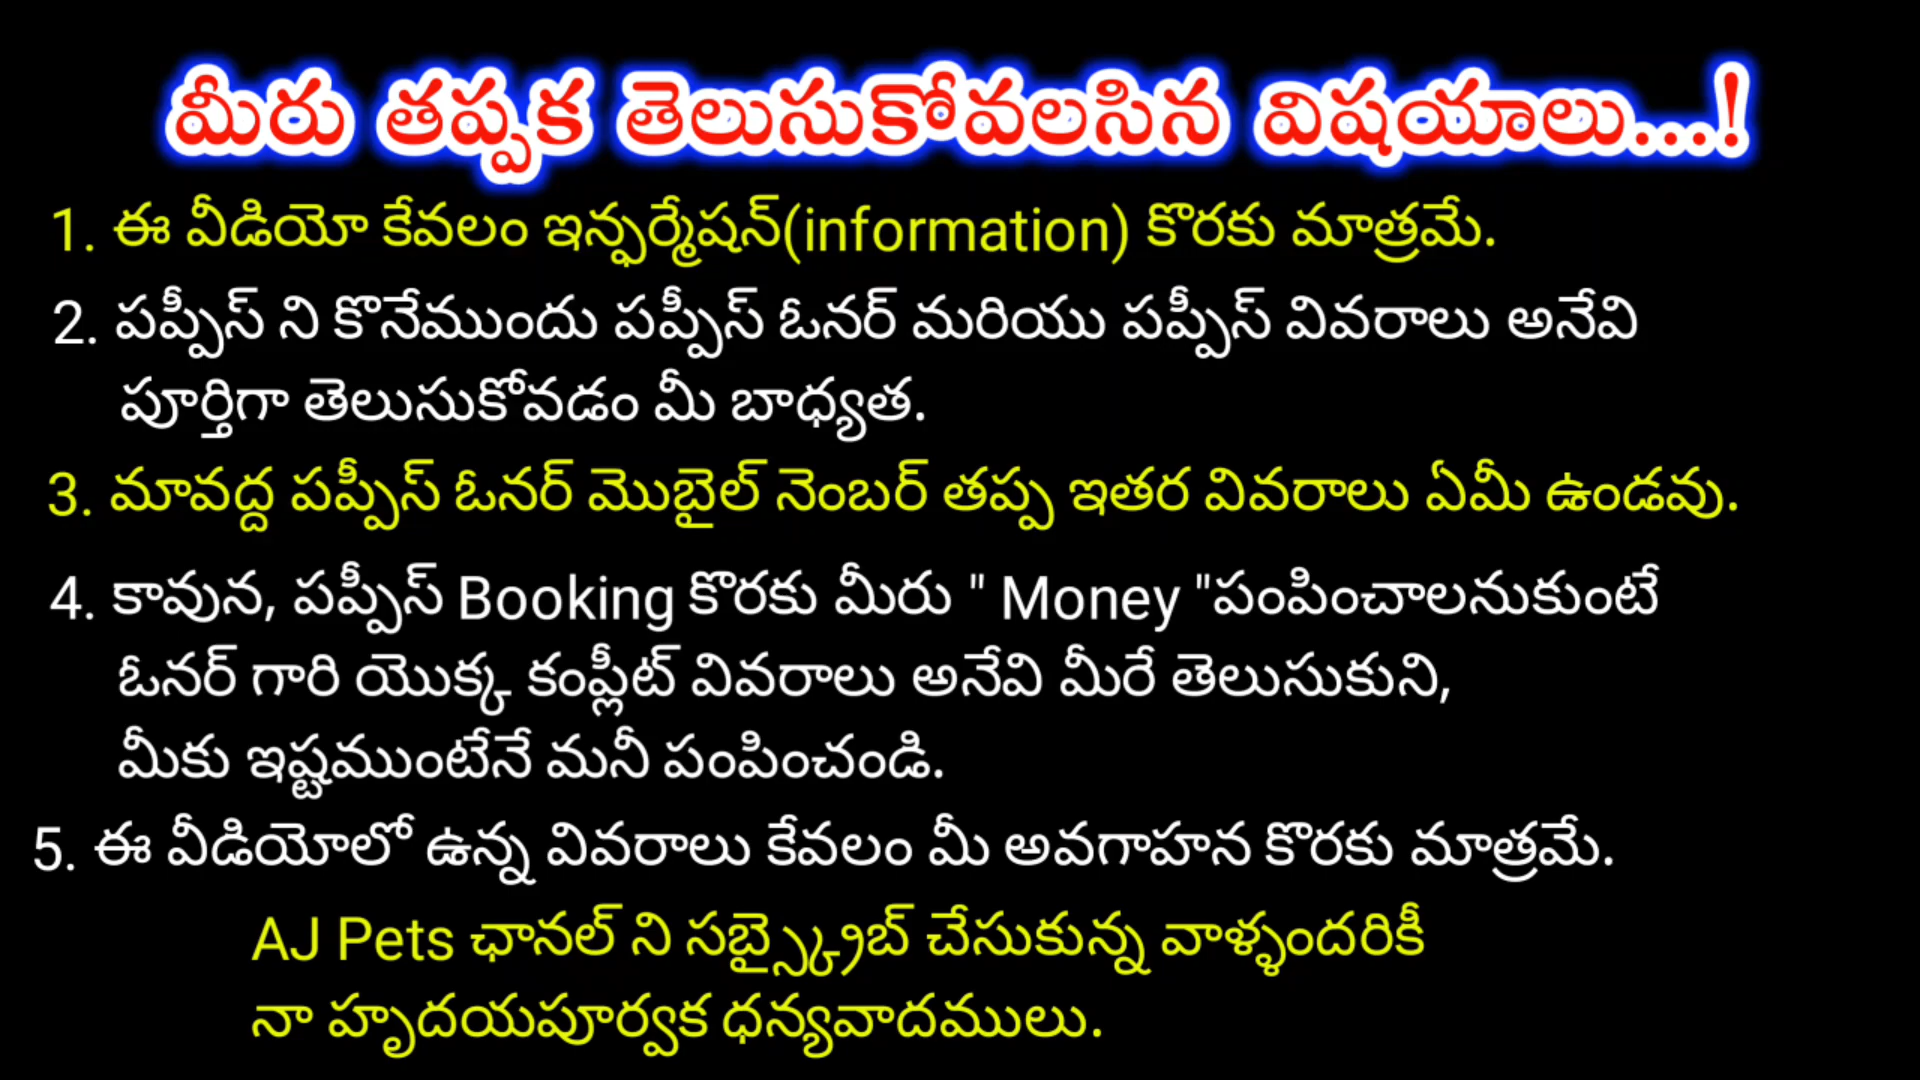 మీరు తప్పక తెలుసుకోవలసిన విషయాలు...!
1. ఈ వీడియో కేవలం ఇన్ఫర్మేషన్(information) కొరకు మాత్రమే.
2. పప్పీస్ ని కొనేముందు పప్పీస్ ఓనర్ మరియు పప్పీస్ వివరాలు అనేవి
పూర్తిగా తెలుసుకోవడం మీ బాధ్యత.
3. మావద్ద పప్పీస్ ఓనర్ మొబైల్ నెంబర్ తప్ప ఇతర వివరాలు ఏమీ ఉండవు.
4. కావున, పప్పీస్ Booking కొరకు మీరు " Money "పంపించాలనుకుంటే
ఓనర్ గారి యొక్క కంప్లీట్ వివరాలు అనేవి మీరే తెలుసుకుని,
మీకు ఇష్టముంటేనే మనీ పంపించండి.
5. ఈ వీడియోలో ఉన్న వివరాలు కేవలం మీ అవగాహన కొరకు మాత్రమే.
AJ Pets ఛానల్ ని సబ్స్క్రైబ్ చేసుకున్న వాళ్ళందరికీ
నా హృదయపూర్వక ధన్యవాదములు.